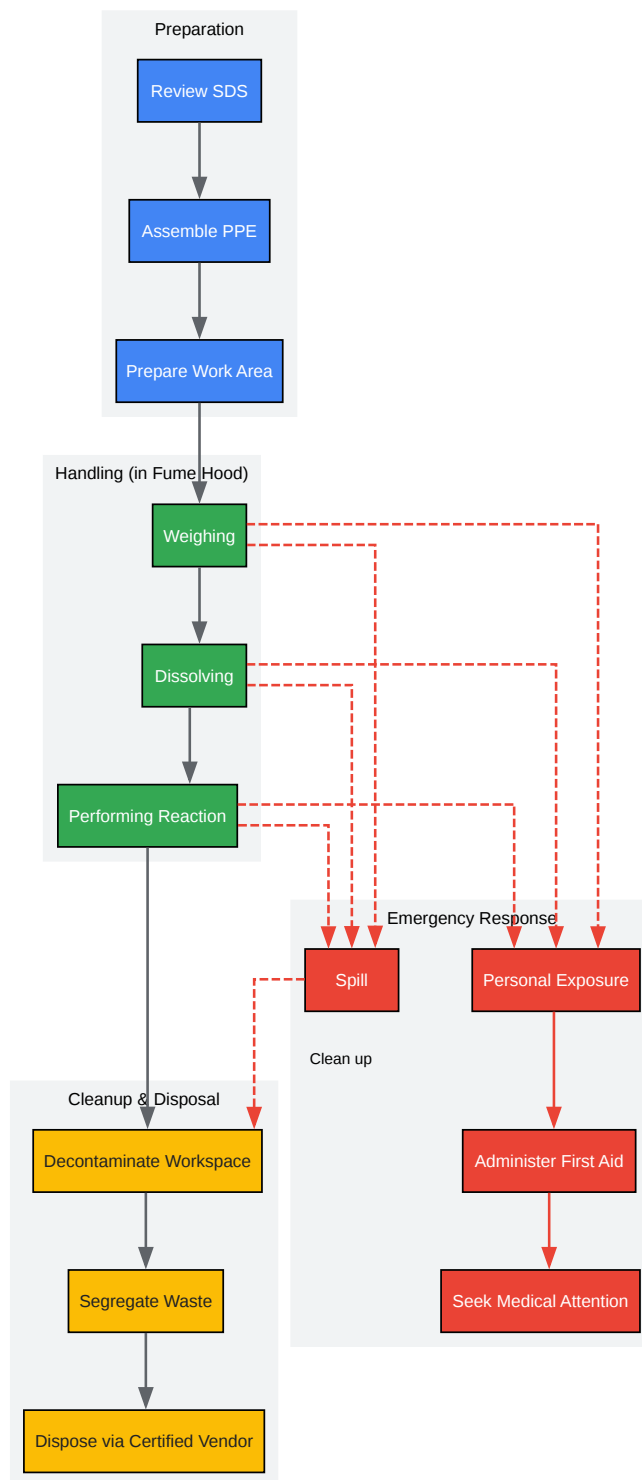 Preparation
Review SDS
Assemble PPE
Prepare Work Area
Handling (in Fume Hood)
Weighing
Dissolving
Performing Reaction
Emergency Response
Spill
Personal Exposure
Clean up
Cleanup & Disposal
Decontaminate Workspace
Administer First Aid
Segregate Waste
Seek Medical Attention
Dispose via Certified Vendor